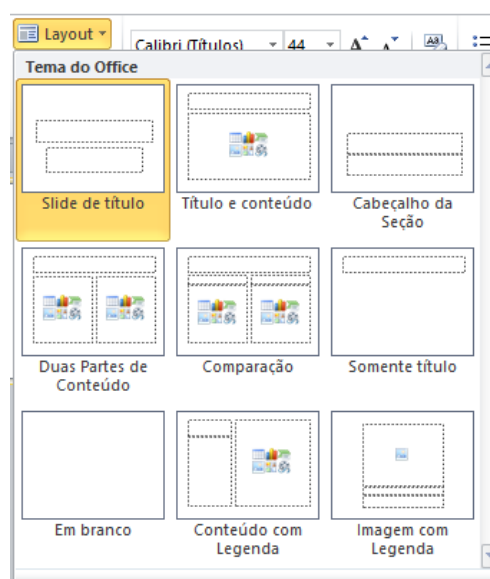 Layout
Calibri (Títulos) 44 A A Aa
Tema do Office
Slide de título
Título e conteúdo
Cabeçalho da
Seção
Duas Partes de
Conteúdo
Comparação
Somente título
Em branco
Conteúdo com
Legenda
Imagem com
Legenda